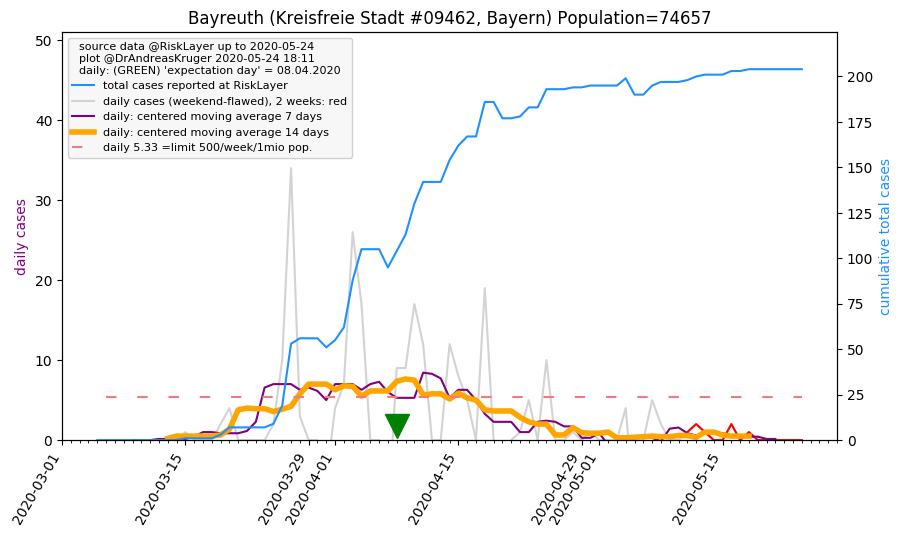 Bayreuth (Kreisfreie Stadt #09462, Bayern) Population=74657
source data @RiskLayer up to 2020-05-24
plot @DrAndreasKruger 2020-05-24 18:11
daily: (GREEN) 'expectation day' = 08.04.2020
total cases reported at RiskLayer
daily cases (weekend-flawed), 2 weeks: red
daily: centered moving average 7 days
daily: centered moving average 14 days
daily 5.33 =limit 500/week/1mio pop.
50
40
30
20
10
0
daily cases
200
175
150
125
100
75
50
25
0
cumulative total cases
2020-03-01
2020-03-15
2020-03-29
2020-04-01
2020-04-15
2020-04-29
2020-05-01
2020-05-15